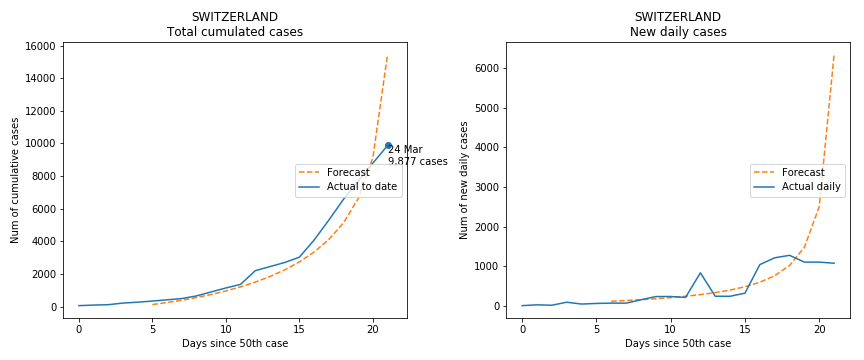 SWITZERLAND
Total cumulated cases
Num of cumulative cases
16000
14000
12000
10000
8000
6000
4000
2000
0
24 Mar
9,877 cases
Forecast
Actual to date
0 5 10 15 20
Days since 50th case
SWITZERLAND
New daily cases
Num of new daily cases
6000
5000
4000
3000
2000
1000
0
Forecast
Actual daily
0 5 10 15 20
Days since 50th case